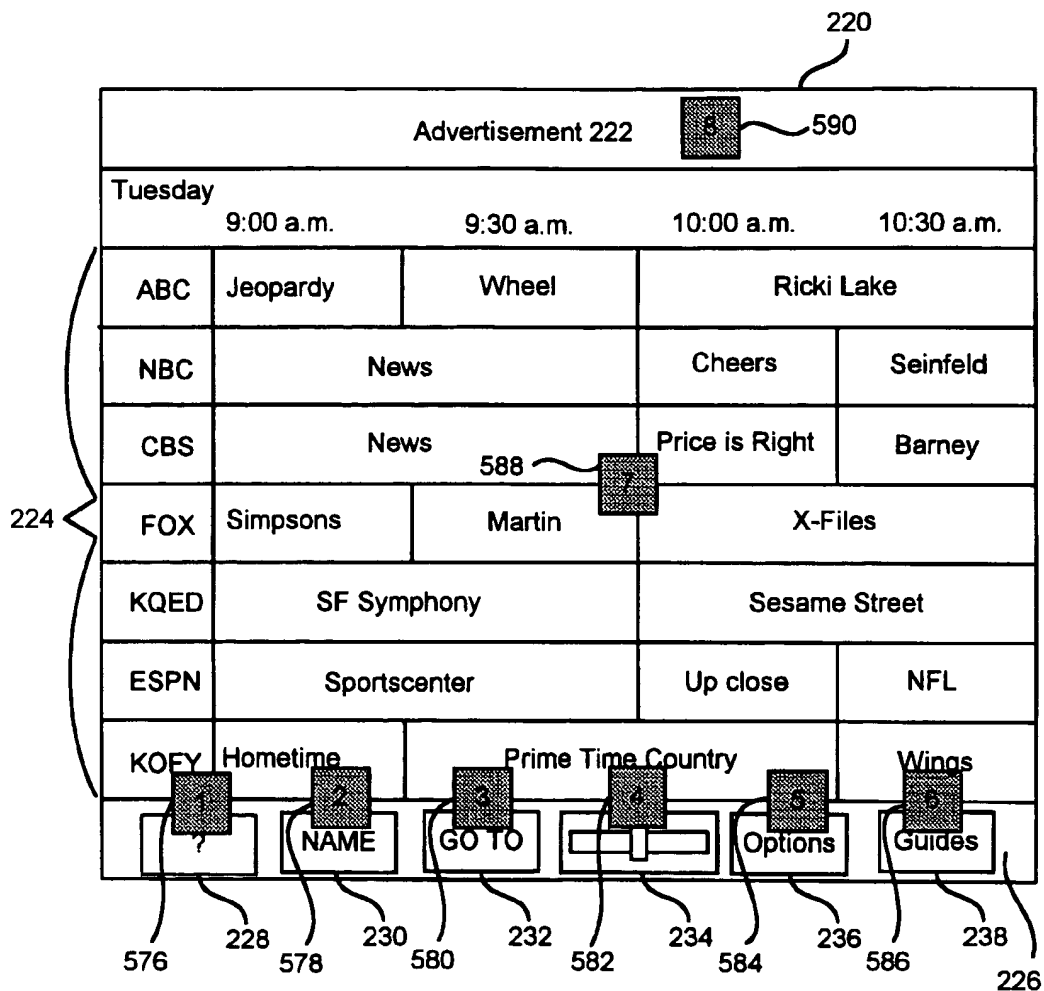 220
Advertisement 222 8 590
Tuesday
9:00 a.m. 9:30 a.m. 10:00 a.m. 10:30 a.m.
ABC Jeopardy Wheel Ricki Lake
NBC News Cheers Seinfeld
CBS News Price is Right Barney
588 7
224 FOX Simpsons Martin X-Files
KQED SF Symphony Sesame Street
ESPN Sportscenter Up close NFL
KOFY Hometime Prime Time Country Wings
1 2 3 4 5 6
? NAME GO TO Options Guides
228 230 232 234 236 238
576 578 580 582 584 586 226